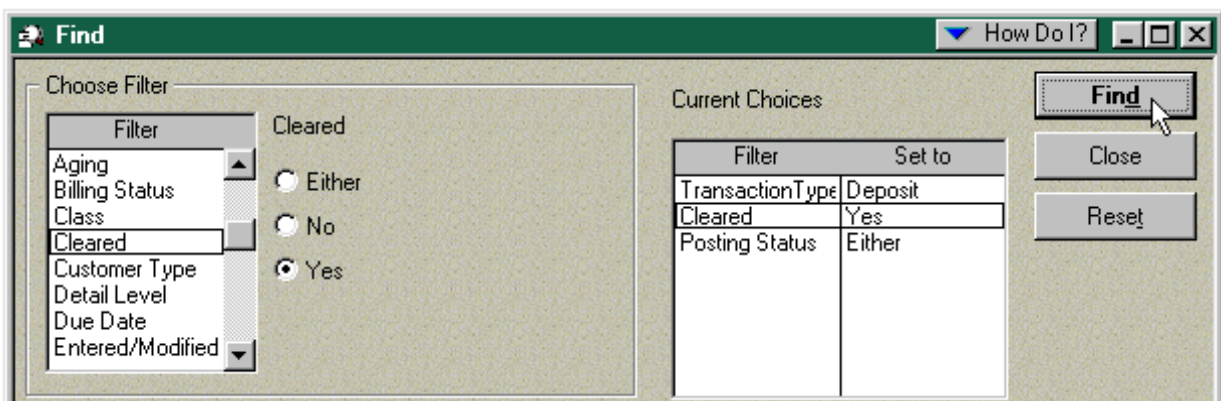 Find
How Do I?
Choose Filter
Filter
Aging
Billing Status
Class
Cleared
Customer Type
Detail Level
Due Date
Entered/Modified
Cleared
Either
No
Yes
Current Choices
Filter Set to
TransactionType Deposit
Cleared Yes
Posting Status Either
Find
Close
Reset